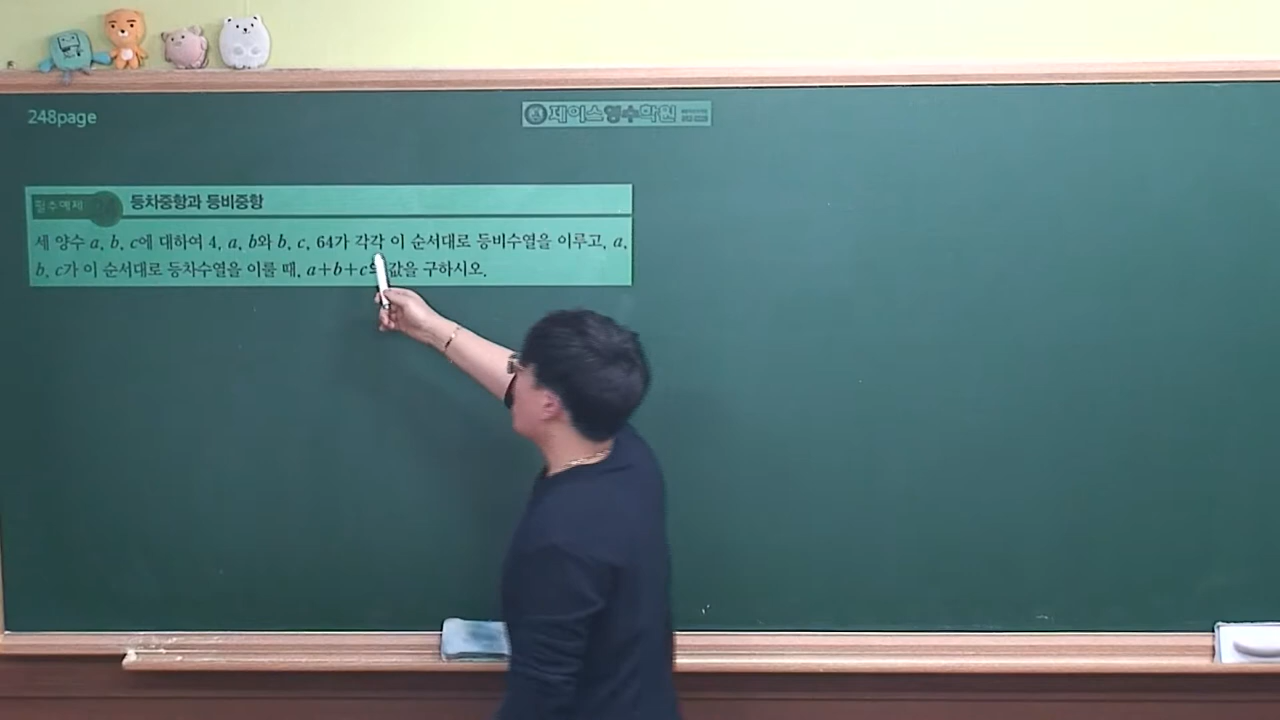 248page
제이스영수학원
필수예제
등차중항과 등비중항
세 양수 a, b, c에 대하여 4, a, b와 b, c, 64가 각각 이 순서대로 등비수열을 이루고, a,
b, c가 이 순서대로 등차수열을 이룰 때, a+b+c의 값을 구하시오.